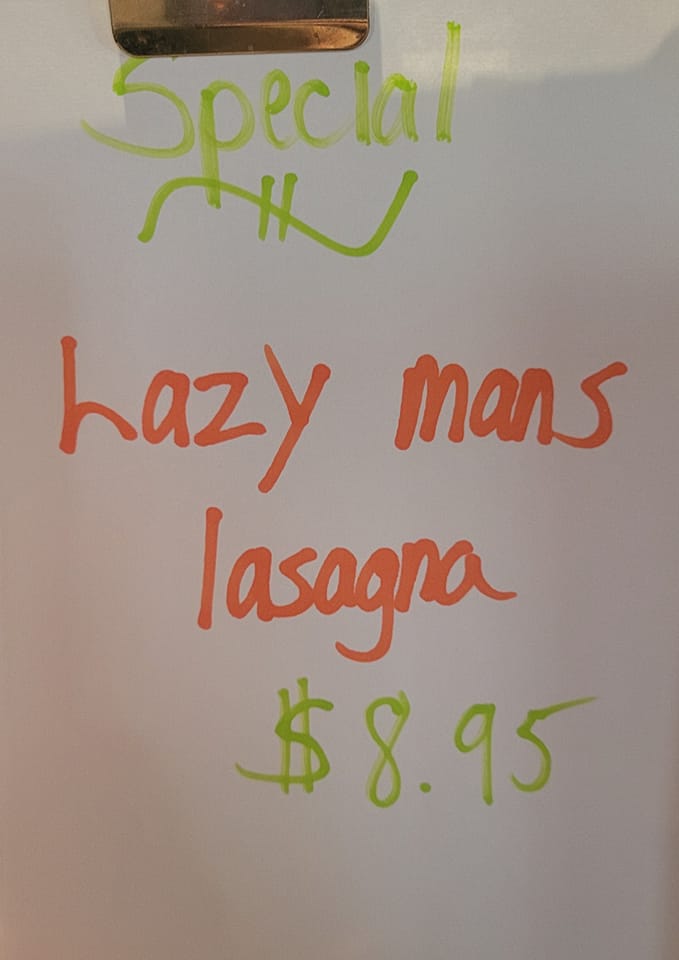 Special
Lazy mans
lasagna
$8.95